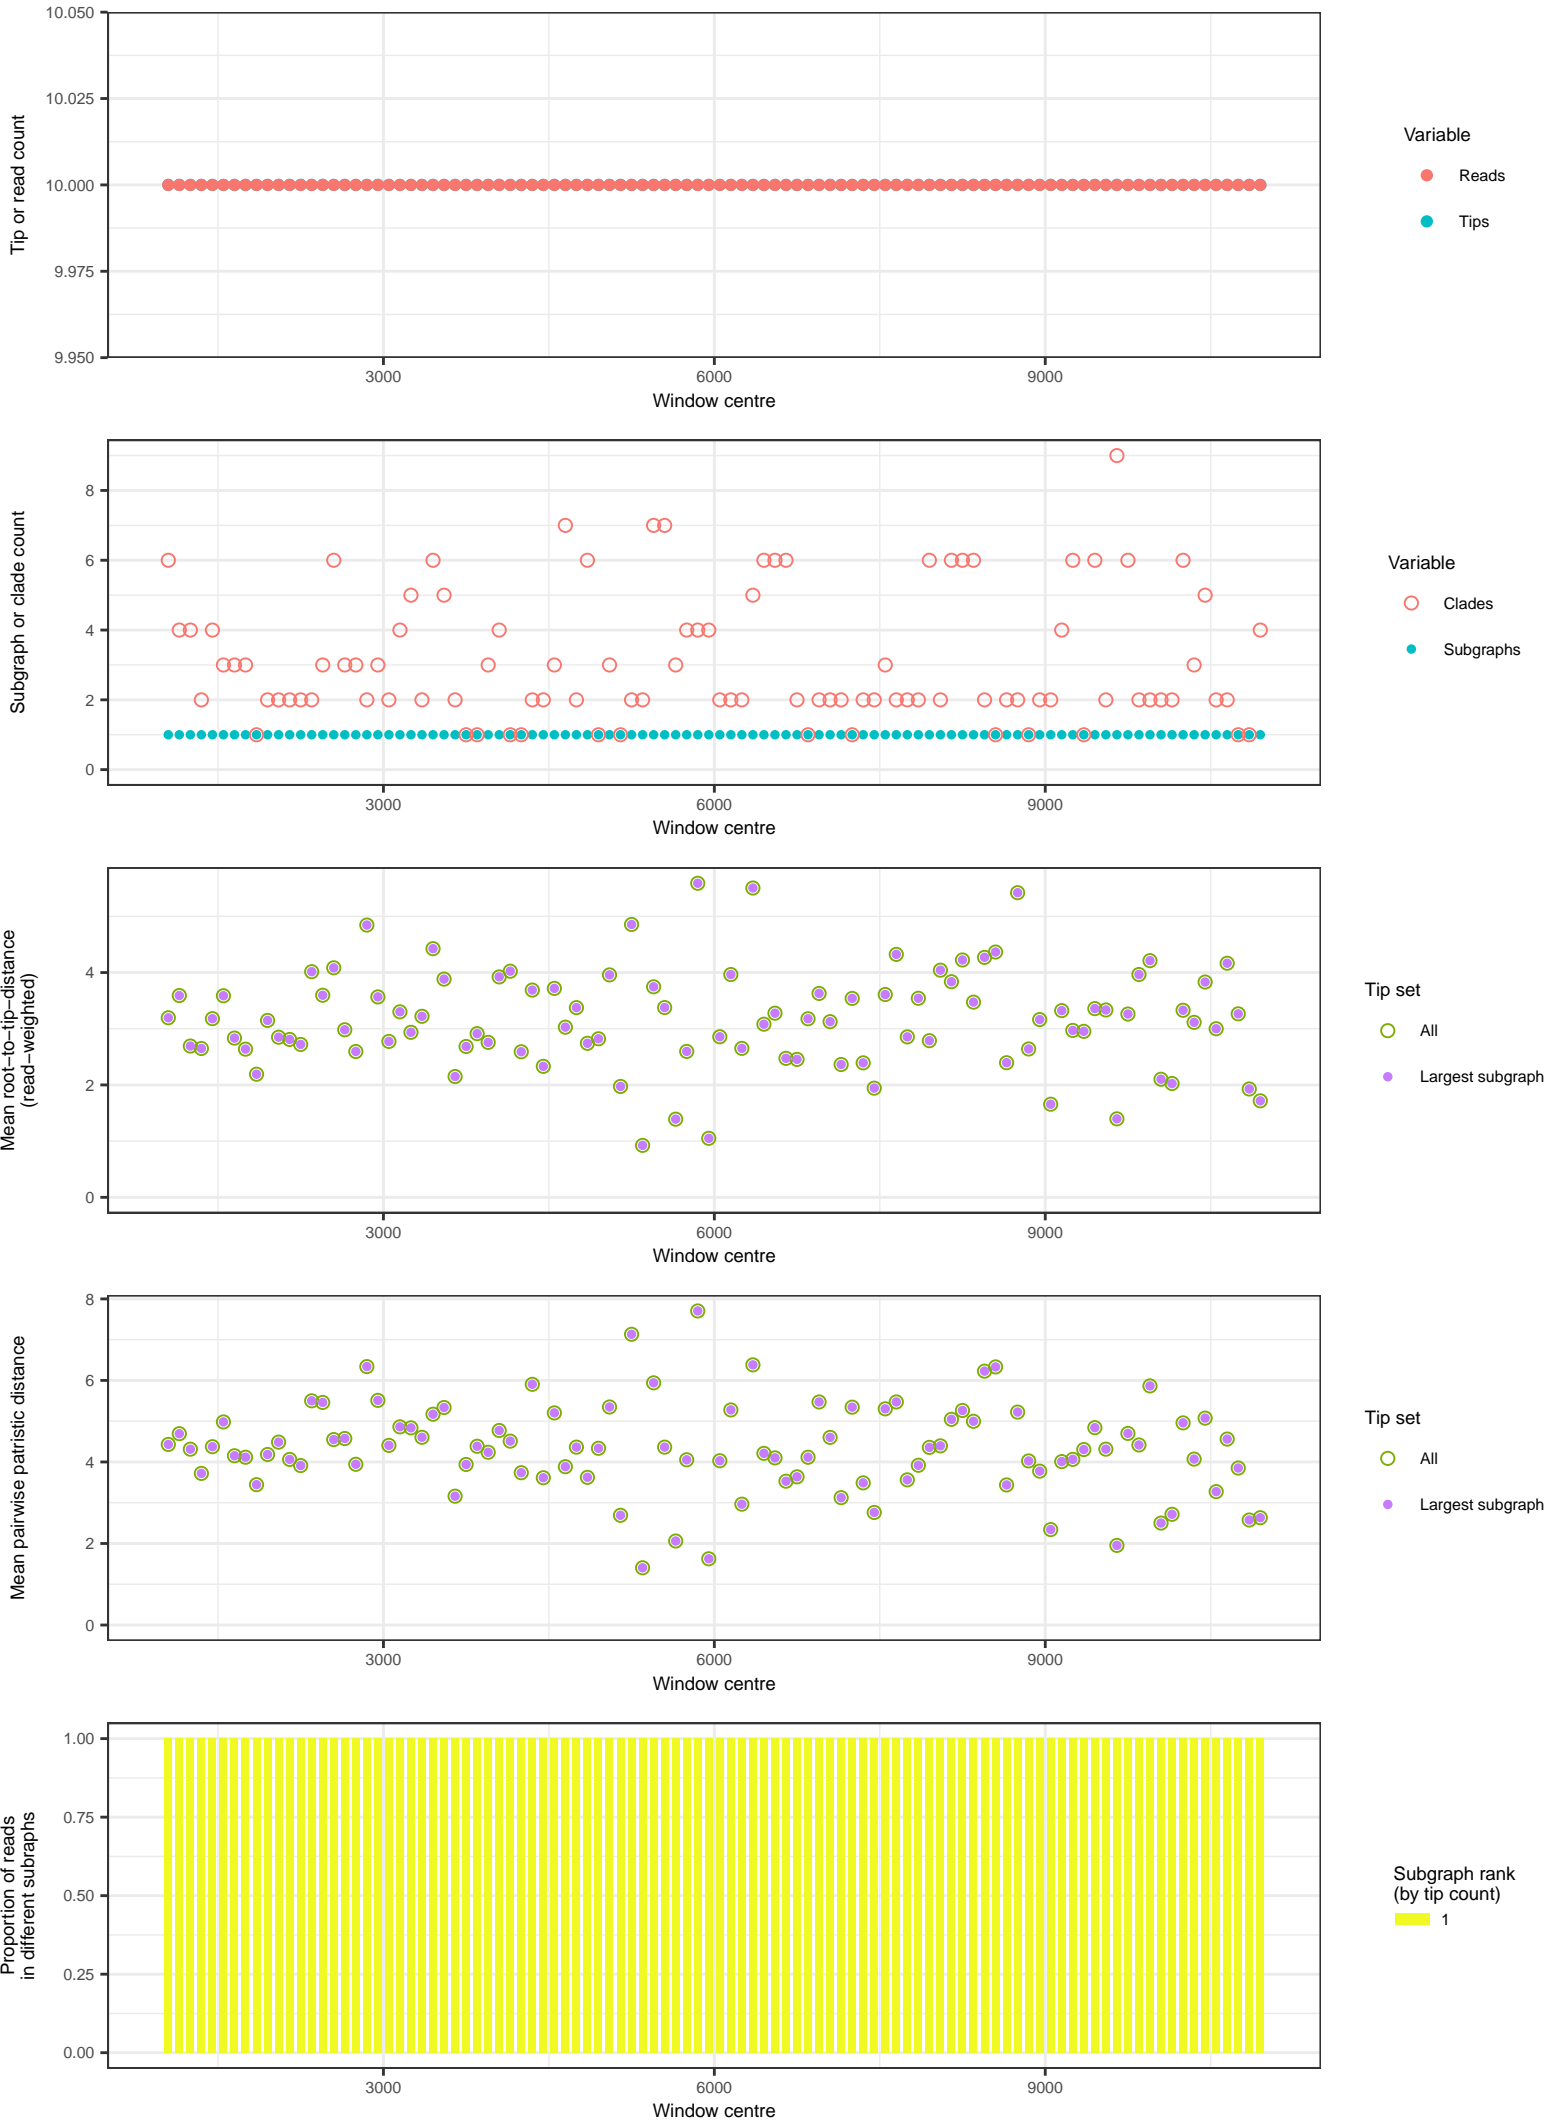 10.050
10.025
10.000
9.975
9.950
Tip or read count
3000
6000
9000
Window centre
Variable
Reads
Tips
8
6
4
2
0
Subgraph or clade count
3000
6000
9000
Window centre
Variable
Clades
Subgraphs
4
2
0
Mean root−to−tip−distance
(read−weighted)
3000
6000
9000
Window centre
Tip set
All
Largest subgraph
8
6
4
2
0
Mean pairwise patristic distance
3000
6000
9000
Window centre
Tip set
All
Largest subgraph
1.00
0.75
0.50
0.25
0.00
Proportion of reads
in different subraphs
3000
6000
9000
Window centre
Subgraph rank
(by tip count)
1